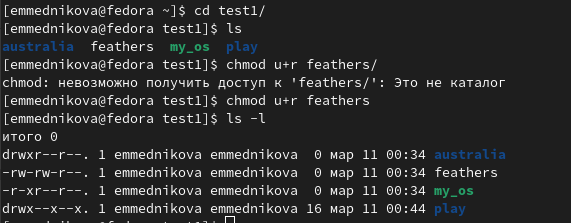 [emmednikova@fedora ~]$ cd test1/
[emmednikova@fedora test1]$ ls
australia  feathers  my_os  play
[emmednikova@fedora test1]$ chmod u+r feathers/
chmod: невозможно получить доступ к 'feathers/': Это не каталог
[emmednikova@fedora test1]$ chmod u+r feathers
[emmednikova@fedora test1]$ ls -l
итого 0
drwxr--r--. 1 emmednikova emmednikova  0 мар 11 00:34 australia
-rw-rw-r--. 1 emmednikova emmednikova  0 мар 11 00:34 feathers
-r-xr--r--. 1 emmednikova emmednikova  0 мар 11 00:34 my_os
drwx--x--x. 1 emmednikova emmednikova 16 мар 11 00:44 play
[emmednikova@fedora test1]$